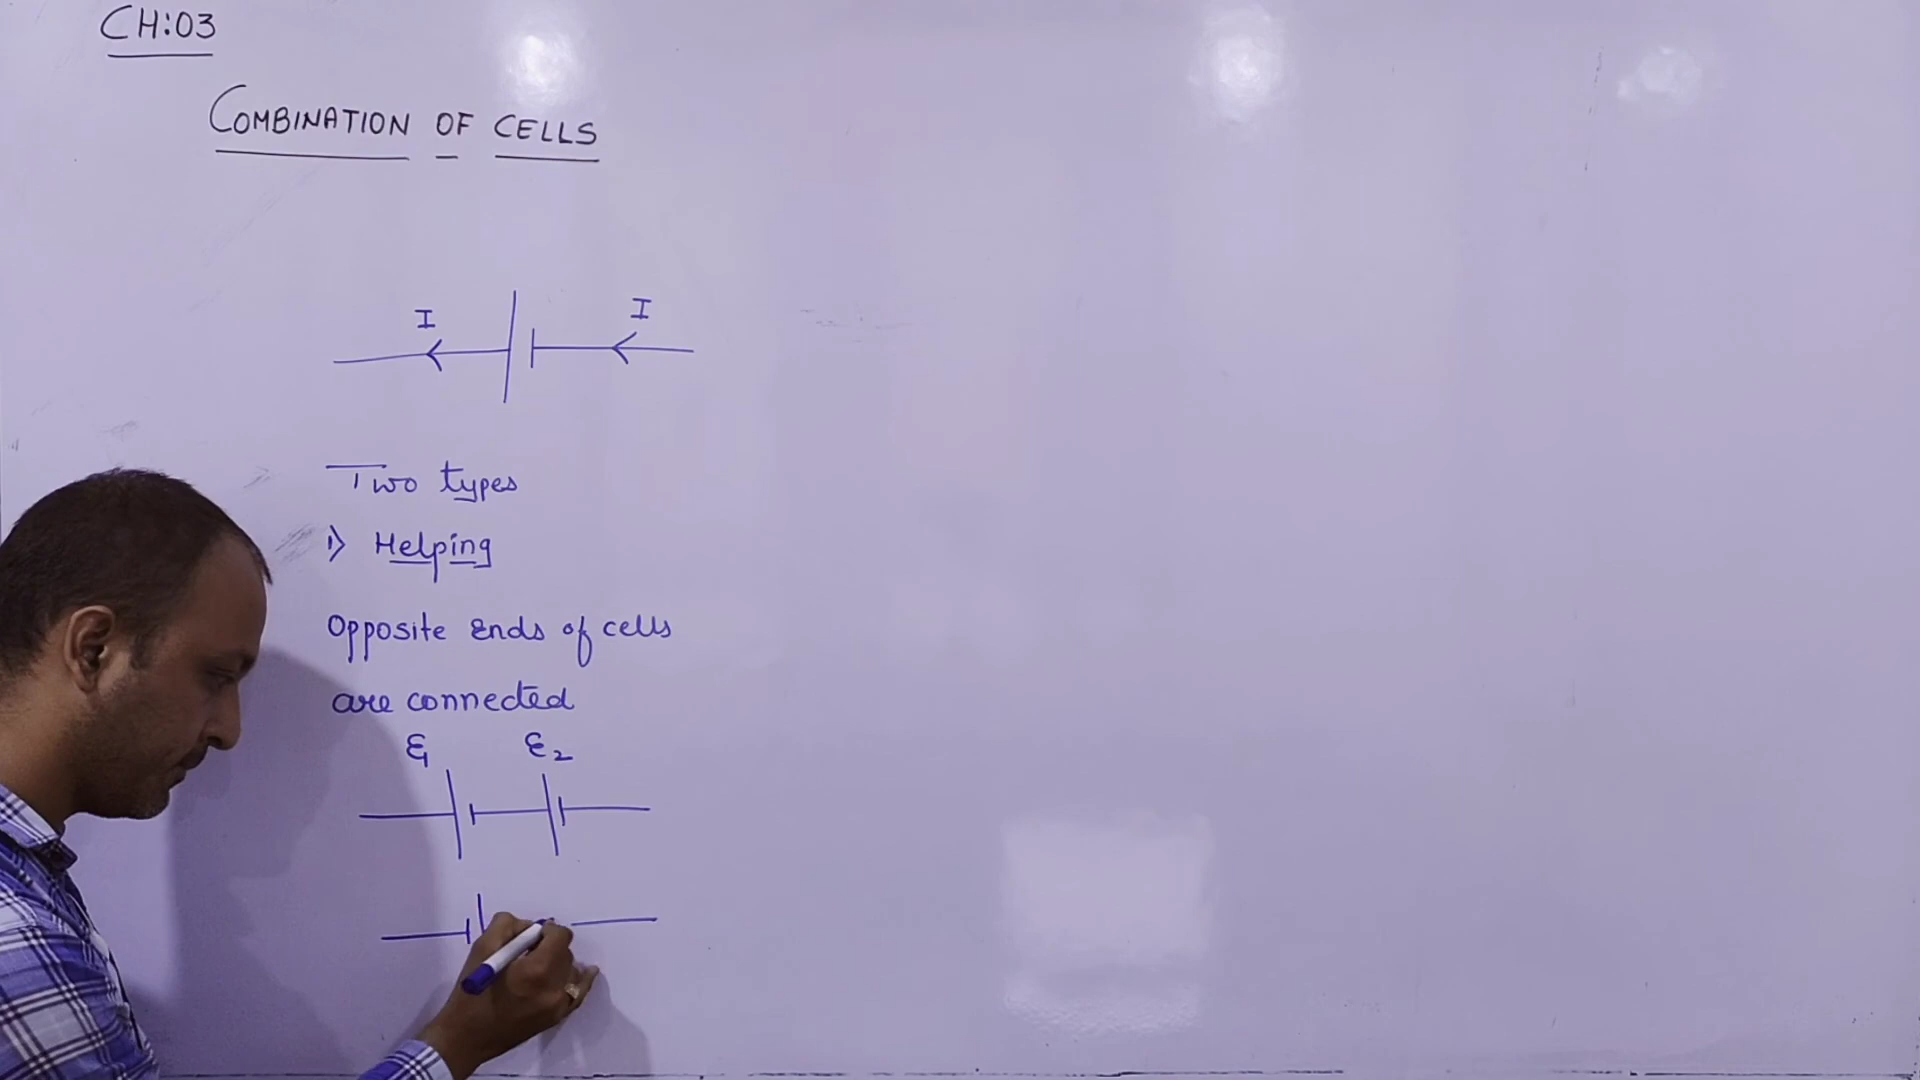 CH:03
COMBINATION OF CELLS
I I
Two types
1) Helping
Opposite Ends of cells
are connected
ε1 ε2